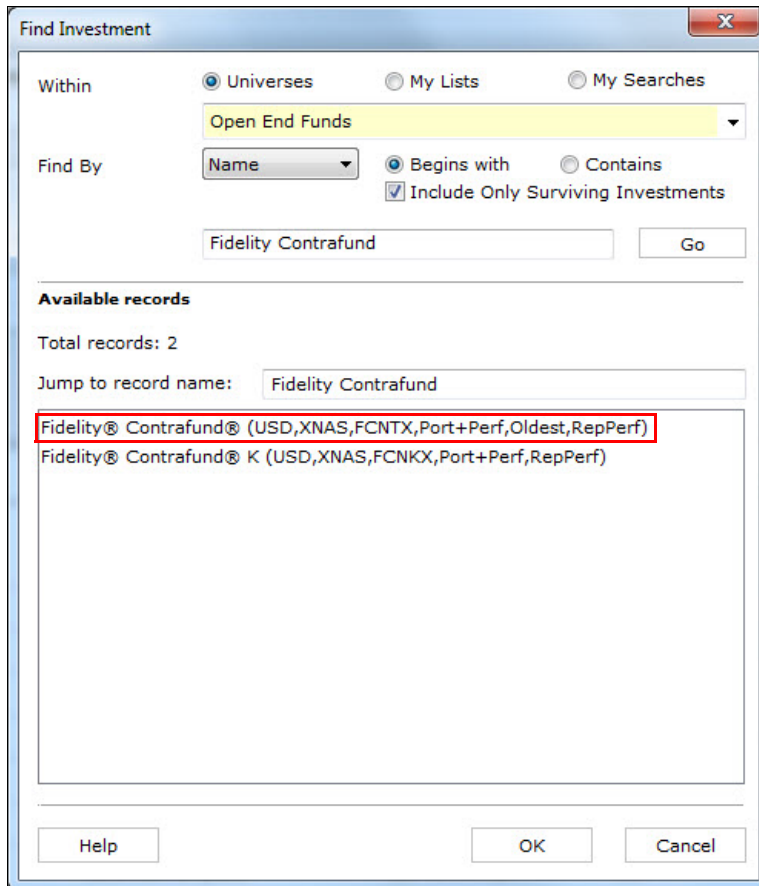 Find Investment
Within Universes My Lists My Searches
Open End Funds
Find By Name Begins with Contains
Include Only Surviving Investments
Fidelity Contrafund Go
Available records
Total records: 2
Jump to record name: Fidelity Contrafund
Fidelity® Contrafund® (USD,XNAS,FCNTX,Port+Perf,Oldest,RepPerf)
Fidelity® Contrafund® K (USD,XNAS,FCNKX,Port+Perf,RepPerf)
Help OK Cancel